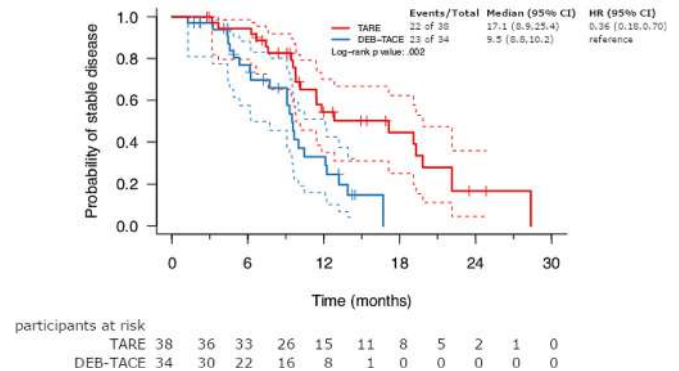 Events/Total Median (95% CI) HR (95% CI)
TARE 22 of 38 17.1 (8.9,25.4) 0.36 (0.18,0.70)
DEB-TACE 23 of 34 9.5 (8.8,10.2) reference
Log-rank p value: .002
Probability of stable disease
1.0
0.8
0.6
0.4
0.2
0.0
0 6 12 18 24 30
Time (months)
participants at risk
TARE 38 36 33 26 15 11 8 5 2 1 0
DEB-TACE 34 30 22 16 8 1 0 0 0 0 0